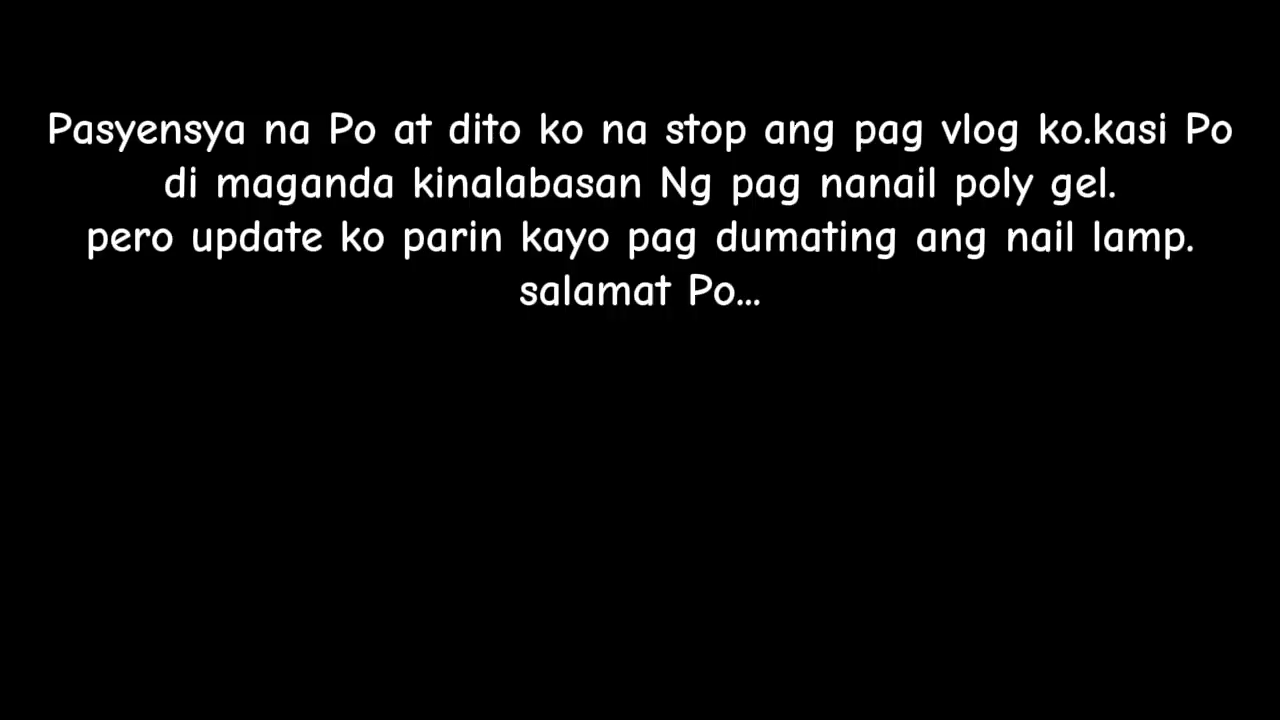 Pasyensya na Po at dito ko na stop ang pag vlog ko.kasi Po
di maganda kinalabasan Ng pag nanail poly gel.
pero update ko parin kayo pag dumating ang nail lamp.
salamat Po...